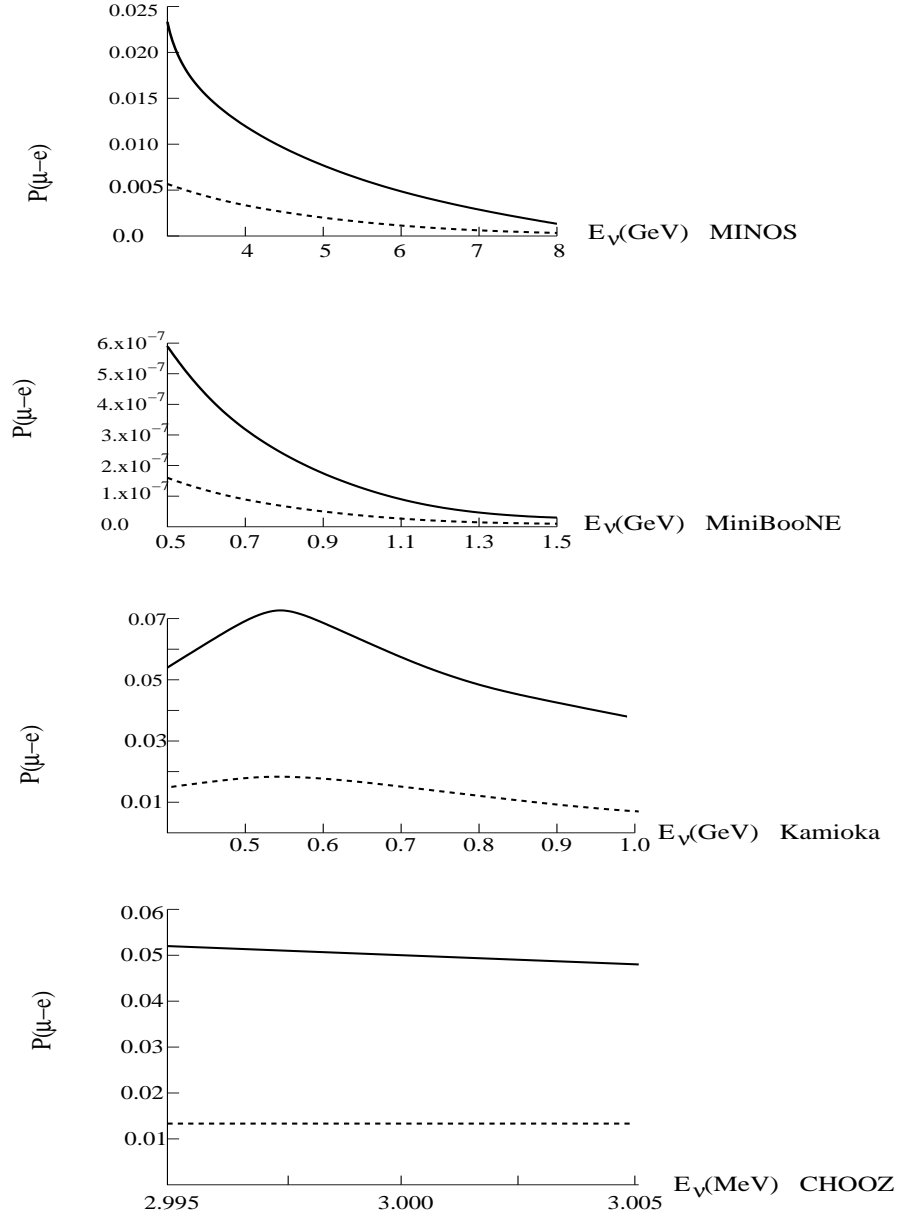 0.025
0.020
0.015
0.010
0.005
0.0
P(μ−e)
4 5 6 7 8
Eν(GeV) MINOS
6.x10−7
5.x10−7
4.x10−7
3.x10−7
2.x10−7
1.x10−7
0.0
P(μ−e)
0.5 0.7 0.9 1.1 1.3 1.5
Eν(GeV) MiniBooNE
0.07
0.05
0.03
0.01
P(μ−e)
0.5 0.6 0.7 0.8 0.9 1.0
Eν(GeV) Kamioka
0.06
0.05
0.04
0.03
0.02
0.01
P(μ−e)
2.995 3.000 3.005
Eν(MeV) CHOOZ